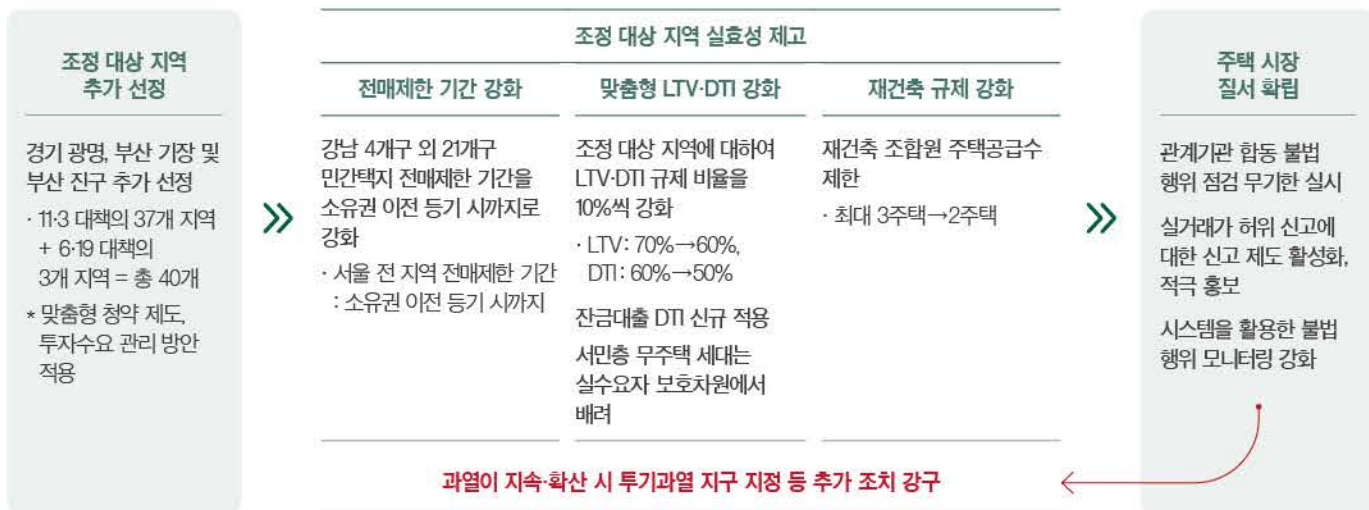 조정 대상 지역
추가 선정
경기 광명, 부산 기장 및
부산 진구 추가 선정
· 11·3 대책의 37개 지역
+ 6·19 대책의
3개 지역 = 총 40개
* 맞춤형 청약 제도,
투자수요 관리 방안
적용
조정 대상 지역 실효성 제고
전매제한 기간 강화
강남 4개구 외 21개구
민간택지 전매제한 기간을
소유권 이전 등기 시까지로
강화
· 서울 전 지역 전매제한 기간
: 소유권 이전 등기 시까지
맞춤형 LTV·DTI 강화
조정 대상 지역에 대하여
LTV·DTI 규제 비율을
10%씩 강화
· LTV: 70%→60%,
DTI: 60%→50%
잔금대출 DTI 신규 적용
서민층 무주택 세대는
실수요자 보호차원에서
배려
재건축 규제 강화
재건축 조합원 주택공급수
제한
· 최대 3주택→2주택
주택 시장
질서 확립
관계기관 합동 불법
행위 점검 무기한 실시
실거래가 허위 신고에
대한 신고 제도 활성화,
적극 홍보
시스템을 활용한 불법
행위 모니터링 강화
과열이 지속·확산 시 투기과열 지구 지정 등 추가 조치 강구